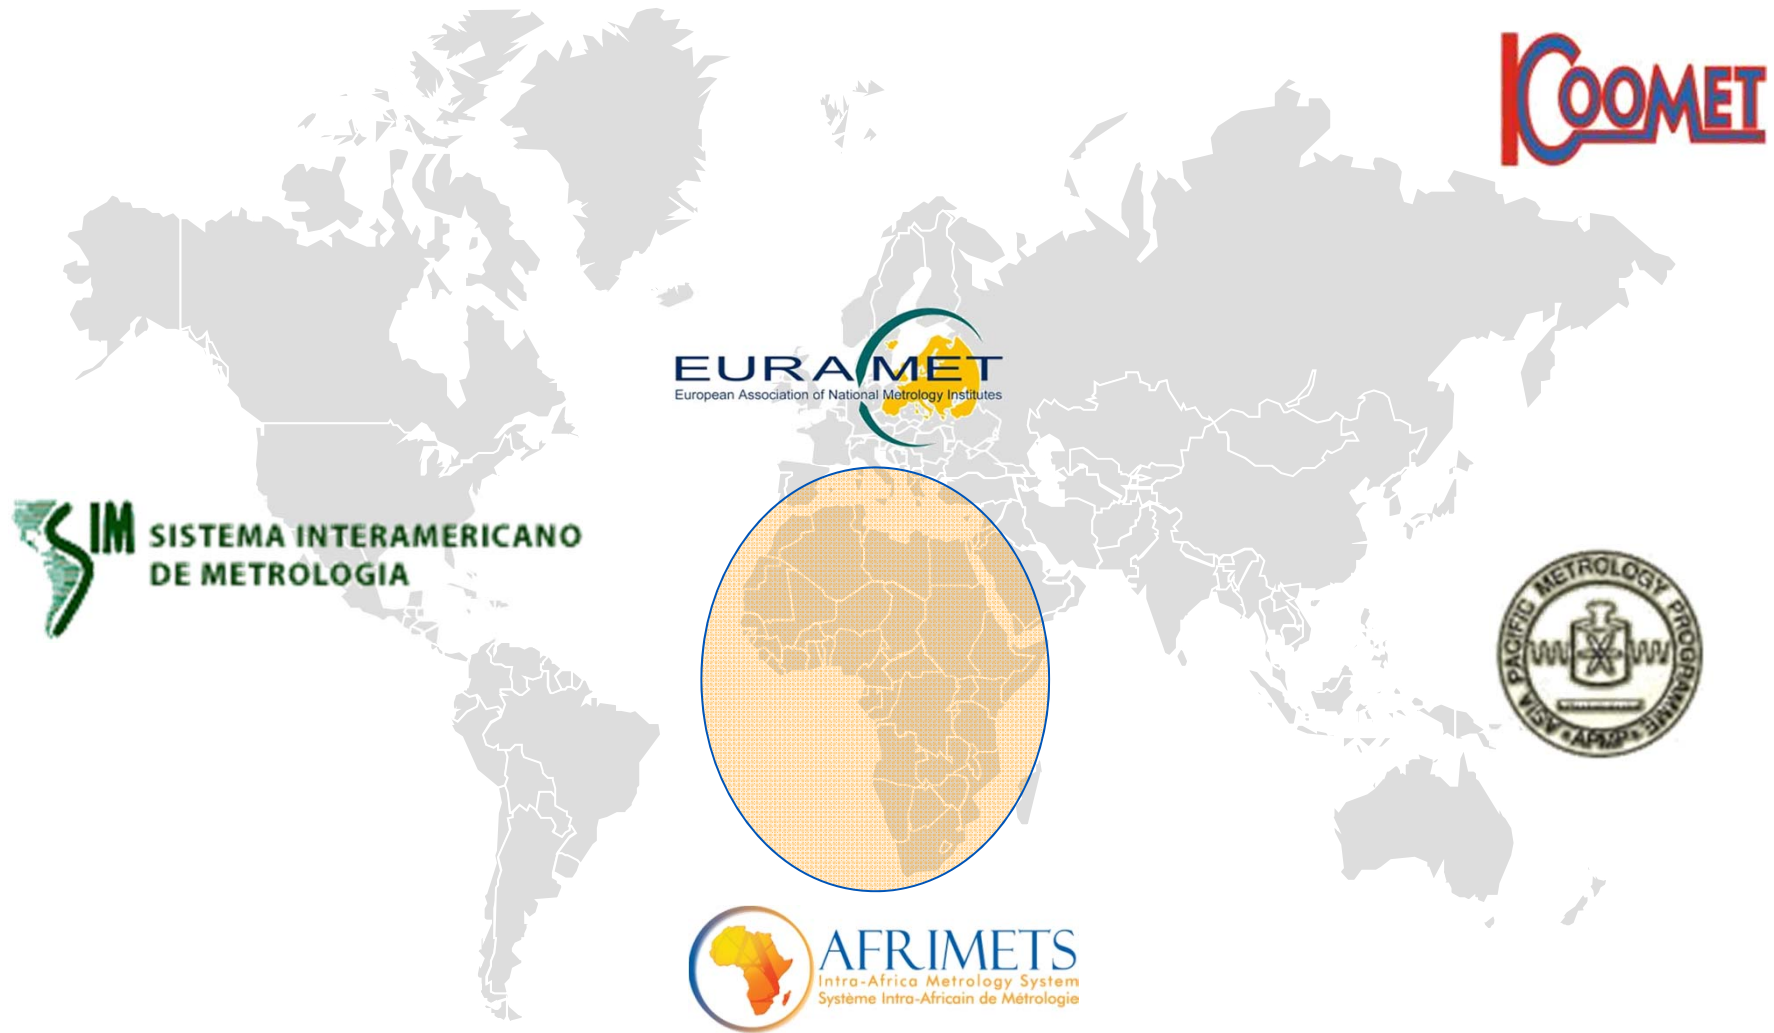 COOMET
EURAMET
European Association of National Metrology Institutes
SIM SISTEMA INTERAMERICANO
DE METROLOGIA
ASIA PACIFIC METROLOGY PROGRAMME
APMP
AFRIMETS
Intra-Africa Metrology System
Système Intra-Africain de Métrologie